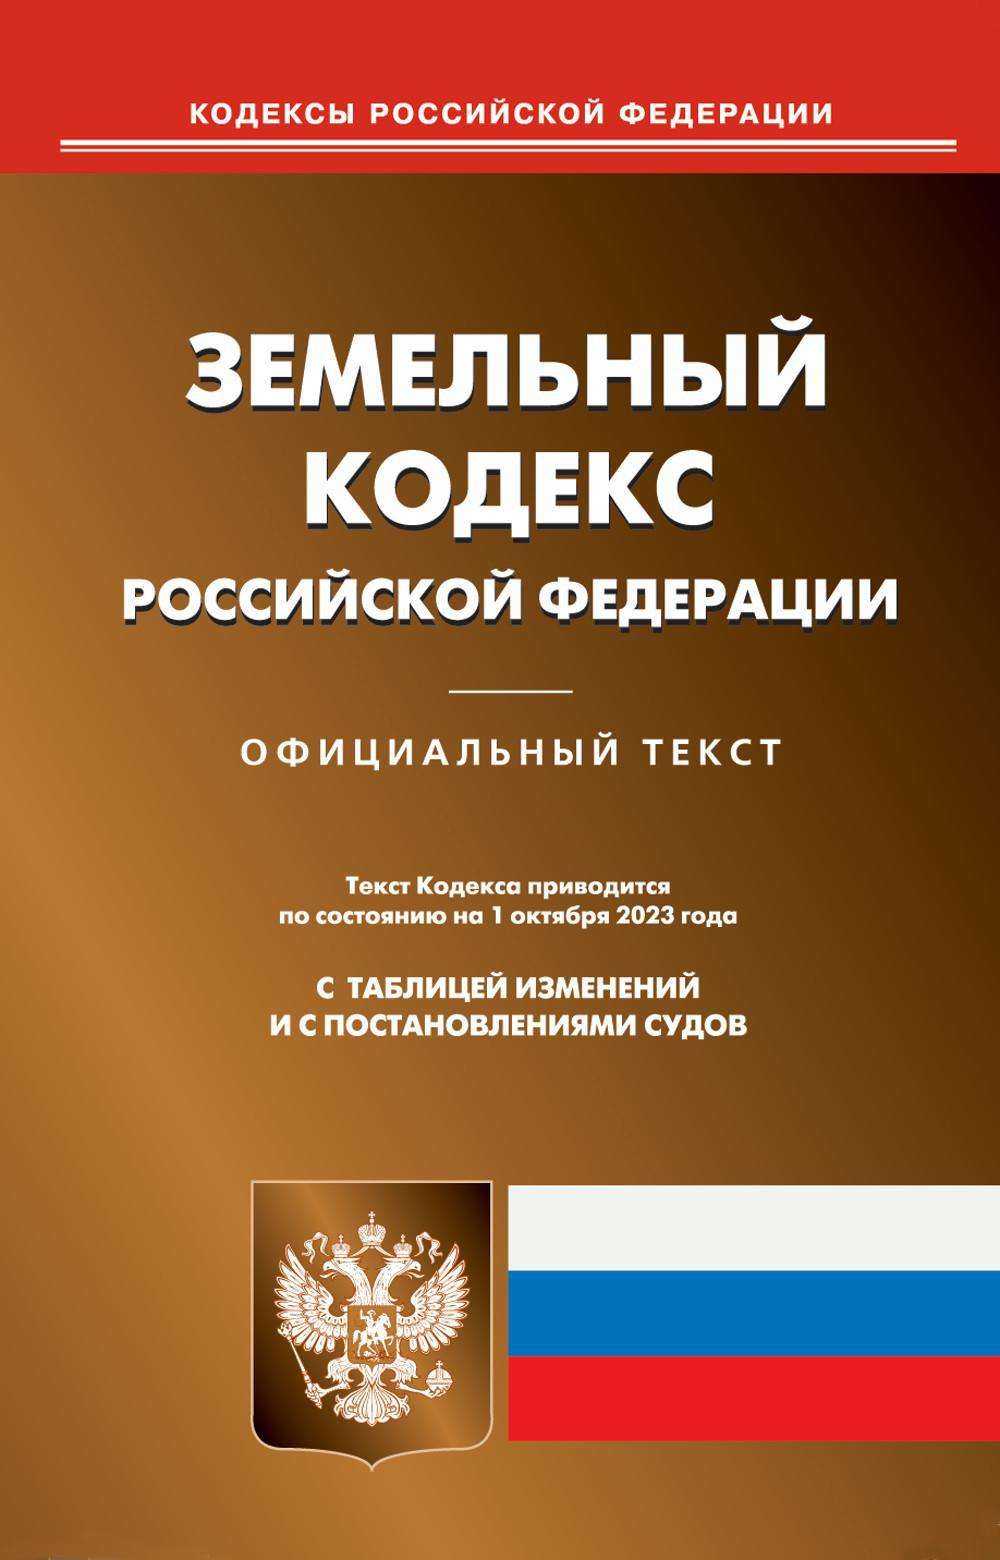 КОДЕКСЫ РОССИЙСКОЙ ФЕДЕРАЦИИ
ЗЕМЕЛЬНЫЙ
КОДЕКС
РОССИЙСКОЙ ФЕДЕРАЦИИ
ОФИЦИАЛЬНЫЙ ТЕКСТ
Текст Кодекса приводится
по состоянию на 1 октября 2023 года
С ТАБЛИЦЕЙ ИЗМЕНЕНИЙ
И С ПОСТАНОВЛЕНИЯМИ СУДОВ